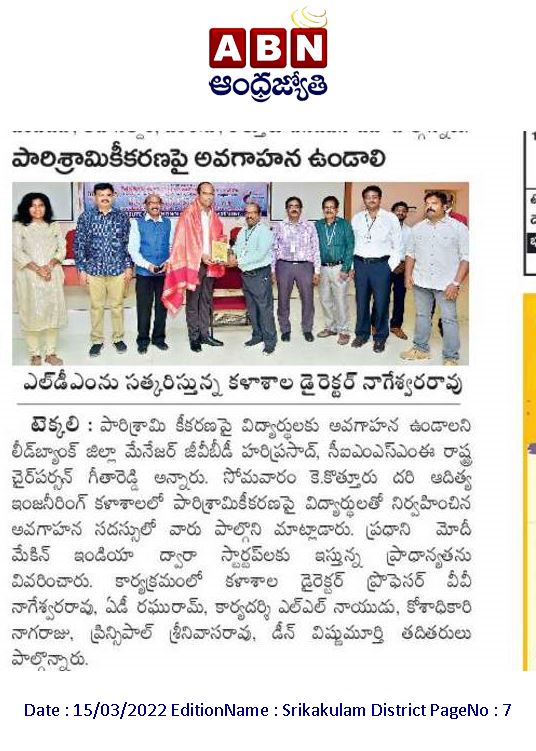 ABN
ఆంధ్రజ్యోతి
పారిశ్రామికీకరణపై అవగాహన ఉండాలి
ఎల్‌డీఎంను సత్కరిస్తున్న కళాశాల డైరెక్టర్ నాగేశ్వరరావు
టెక్కలి : పారిశ్రామి కీకరణపై విద్యార్థులకు అవగాహన ఉండాలని
లీడ్‌బ్యాంక్ జిల్లా మేనేజర్ జీవీబీడీ హరిప్రసాద్, సీఐఎంఎస్ఎంఈ రాష్ట్ర
చైర్‌పర్సన్ గీతారెడ్డి అన్నారు. సోమవారం కె.కొత్తూరు దరి ఆదిత్య
ఇంజనీరింగ్ కళాశాలలో పారిశ్రామికీకరణపై విద్యార్థులతో నిర్వహించిన
అవగాహన సదస్సులో వారు పాల్గొని మాట్లాడారు. ప్రధాని మోదీ
మేకిన్ ఇండియా ద్వారా స్టార్టప్‌లకు ఇస్తున్న ప్రాధాన్యతను
వివరించారు. కార్యక్రమంలో కళాశాల డైరెక్టర్ ప్రొఫెసర్ వీవీ
నాగేశ్వరరావు, ఏడీ రఘురామ్, కార్యదర్శి ఎల్ఎల్ నాయుడు, కోశాధికారి
నాగరాజు, ప్రిన్సిపాల్ శ్రీనివాసరావు, డీన్ విష్ణుమూర్తి తదితరులు
పాల్గొన్నారు.
Date : 15/03/2022 EditionName : Srikakulam District PageNo : 7